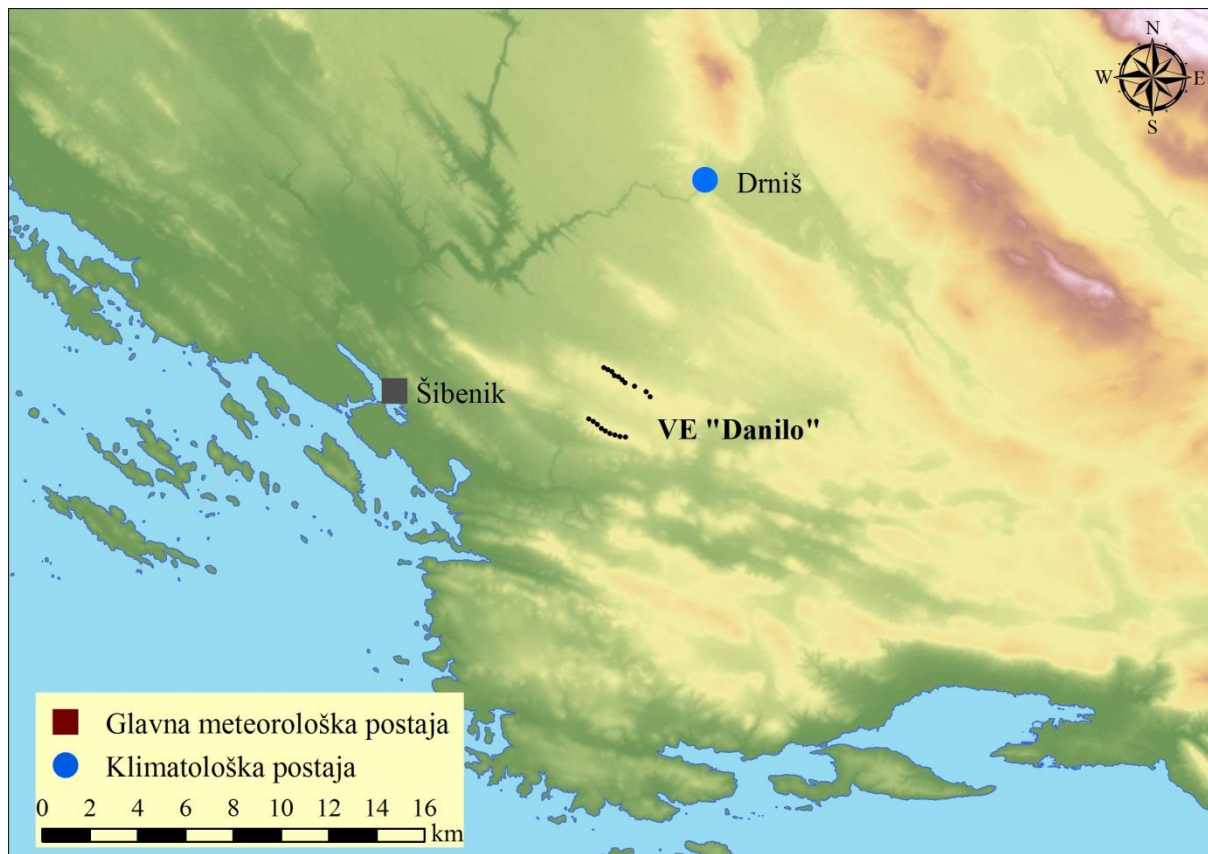 N
W E
S
Drniš
Šibenik
VE "Danilo"
Glavna meteorološka postaja
Klimatološka postaja
0 2 4 6 8 10 12 14 16
km